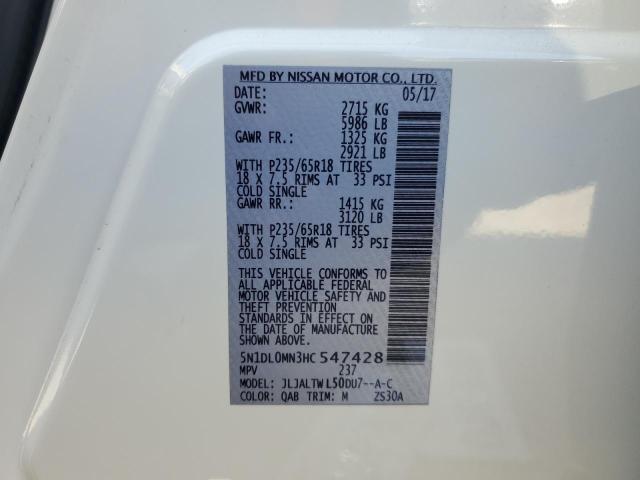 MFD BY NISSAN MOTOR CO., LTD.
DATE: 05/17
GVWR: 2715 KG
5986 LB
GAWR FR.: 1325 KG
2921 LB
WITH P235/65R18 TIRES
18 X 7.5 RIMS AT 33 PSI
COLD SINGLE
GAWR RR.: 1415 KG
3120 LB
WITH P235/65R18 TIRES
18 X 7.5 RIMS AT 33 PSI
COLD SINGLE
THIS VEHICLE CONFORMS TO
ALL APPLICABLE FEDERAL
MOTOR VEHICLE SAFETY AND
THEFT PREVENTION
STANDARDS IN EFFECT ON
THE DATE OF MANUFACTURE
SHOWN ABOVE.
5N1DL0MN3HC547428
MPV 237
MODEL: JLJALTW L50DU7--A-C
COLOR: QAB TRIM: M ZS30A